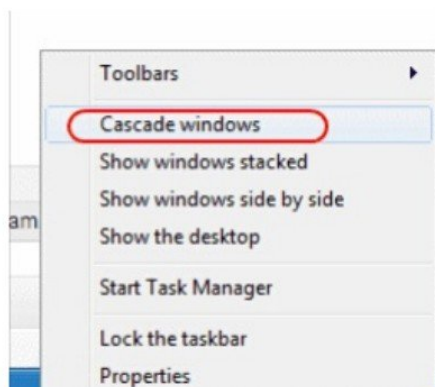 Toolbars
Cascade windows
Show windows stacked
Show windows side by side
am
Show the desktop
Start Task Manager
Lock the taskbar
Properties